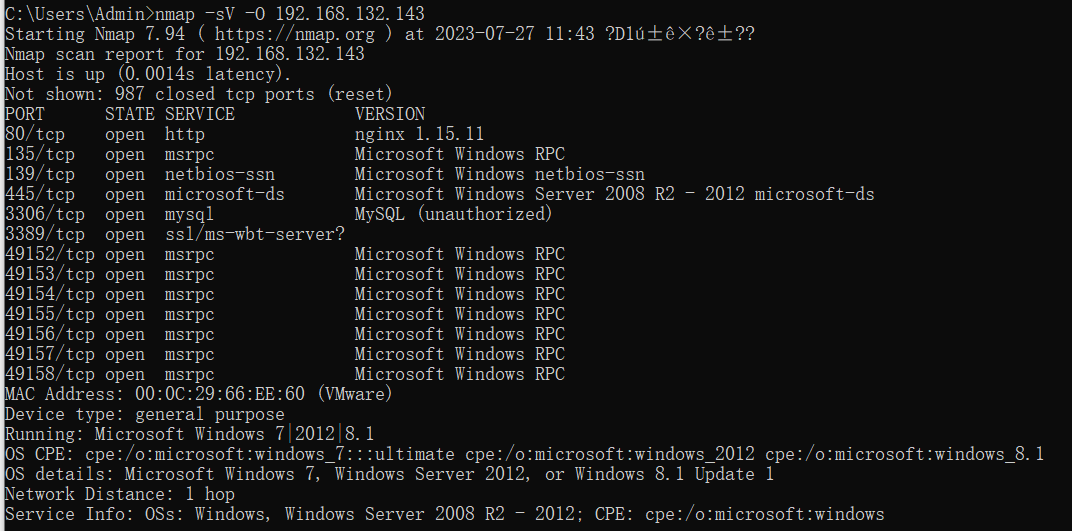 C:\Users\Admin>nmap -sV -O 192.168.132.143
Starting Nmap 7.94 ( https://nmap.org ) at 2023-07-27 11:43 ?D1ú±ê×?ê±??
Nmap scan report for 192.168.132.143
Host is up (0.0014s latency).
Not shown: 987 closed tcp ports (reset)
PORT      STATE SERVICE            VERSION
80/tcp    open  http               nginx 1.15.11
135/tcp   open  msrpc              Microsoft Windows RPC
139/tcp   open  netbios-ssn        Microsoft Windows netbios-ssn
445/tcp   open  microsoft-ds       Microsoft Windows Server 2008 R2 - 2012 microsoft-ds
3306/tcp  open  mysql              MySQL (unauthorized)
3389/tcp  open  ssl/ms-wbt-server?
49152/tcp open  msrpc              Microsoft Windows RPC
49153/tcp open  msrpc              Microsoft Windows RPC
49154/tcp open  msrpc              Microsoft Windows RPC
49155/tcp open  msrpc              Microsoft Windows RPC
49156/tcp open  msrpc              Microsoft Windows RPC
49157/tcp open  msrpc              Microsoft Windows RPC
49158/tcp open  msrpc              Microsoft Windows RPC
MAC Address: 00:0C:29:66:EE:60 (VMware)
Device type: general purpose
Running: Microsoft Windows 7|2012|8.1
OS CPE: cpe:/o:microsoft:windows_7:::ultimate cpe:/o:microsoft:windows_2012 cpe:/o:microsoft:windows_8.1
OS details: Microsoft Windows 7, Windows Server 2012, or Windows 8.1 Update 1
Network Distance: 1 hop
Service Info: OSs: Windows, Windows Server 2008 R2 - 2012; CPE: cpe:/o:microsoft:windows